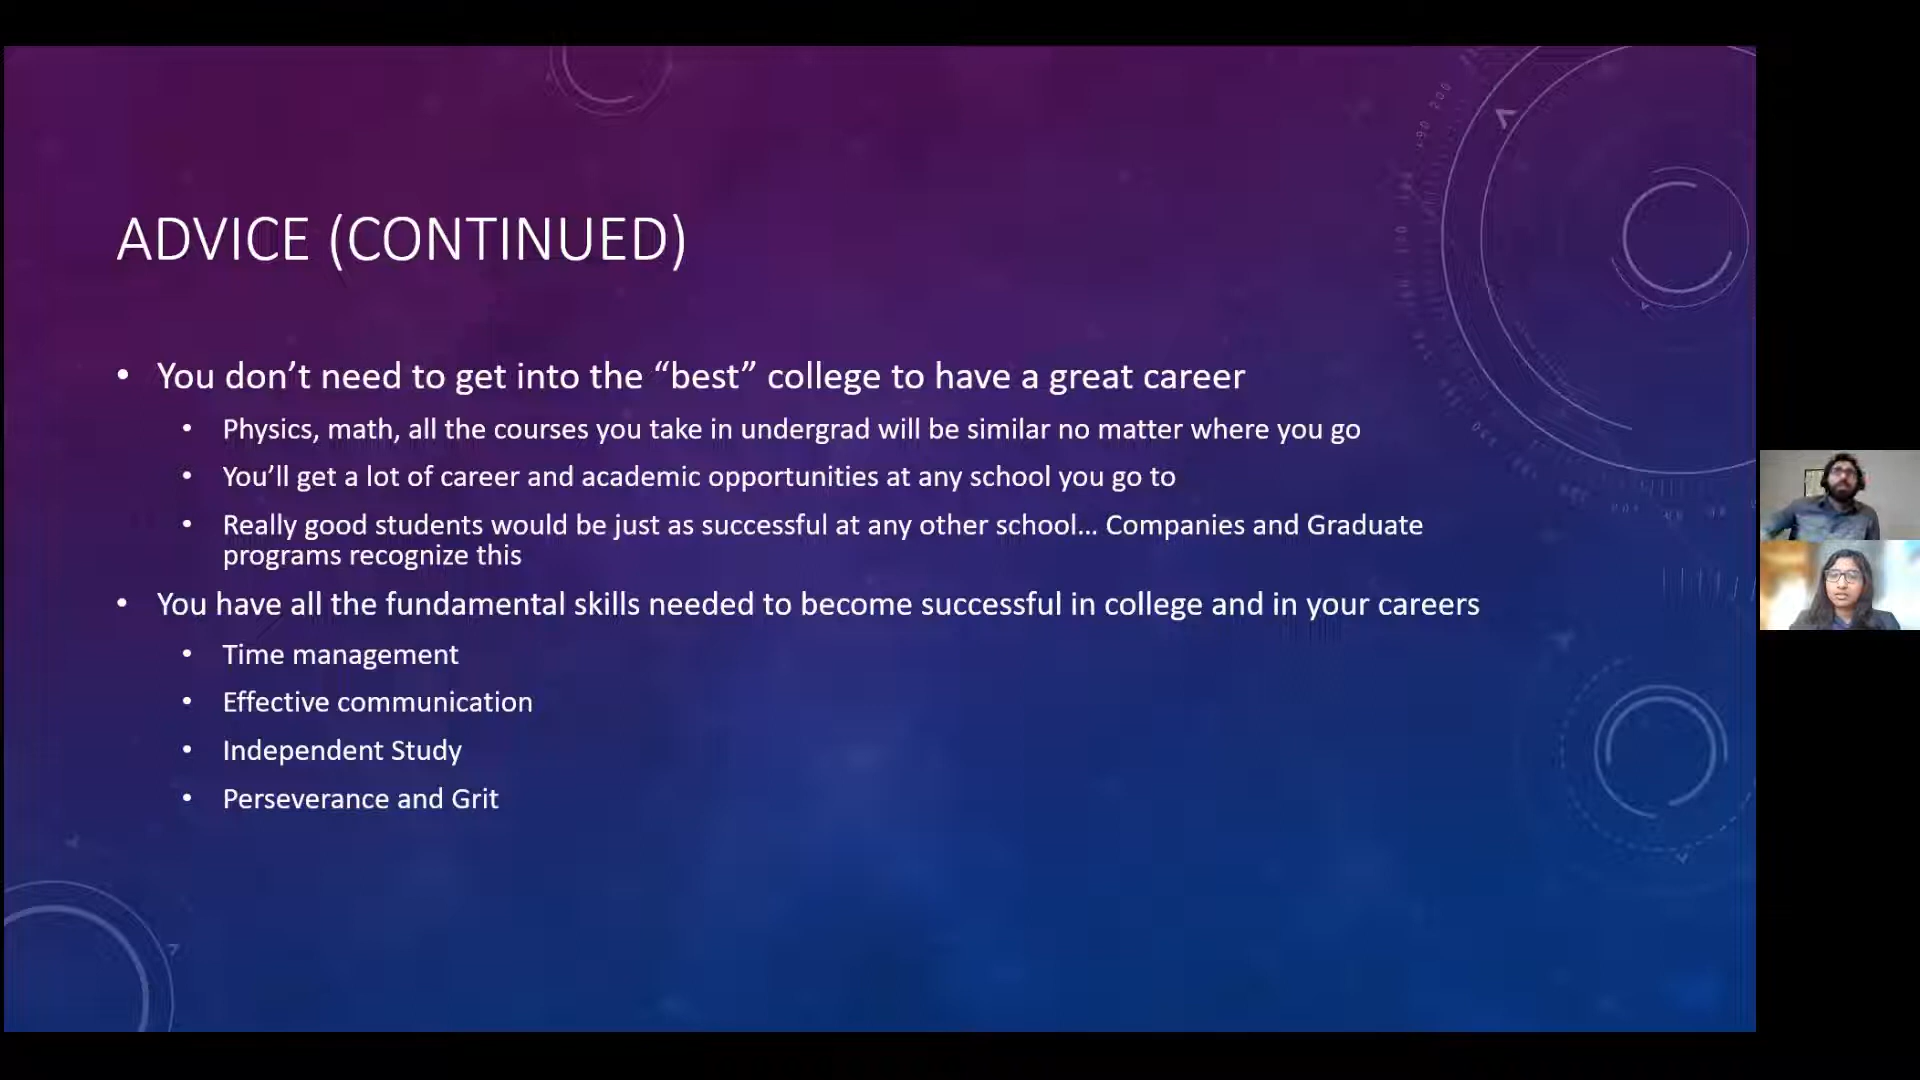 ADVICE (CONTINUED)
• You don’t need to get into the “best” college to have a great career
• Physics, math, all the courses you take in undergrad will be similar no matter where you go
• You’ll get a lot of career and academic opportunities at any school you go to
• Really good students would be just as successful at any other school... Companies and Graduate
programs recognize this
• You have all the fundamental skills needed to become successful in college and in your careers
• Time management
• Effective communication
• Independent Study
• Perseverance and Grit